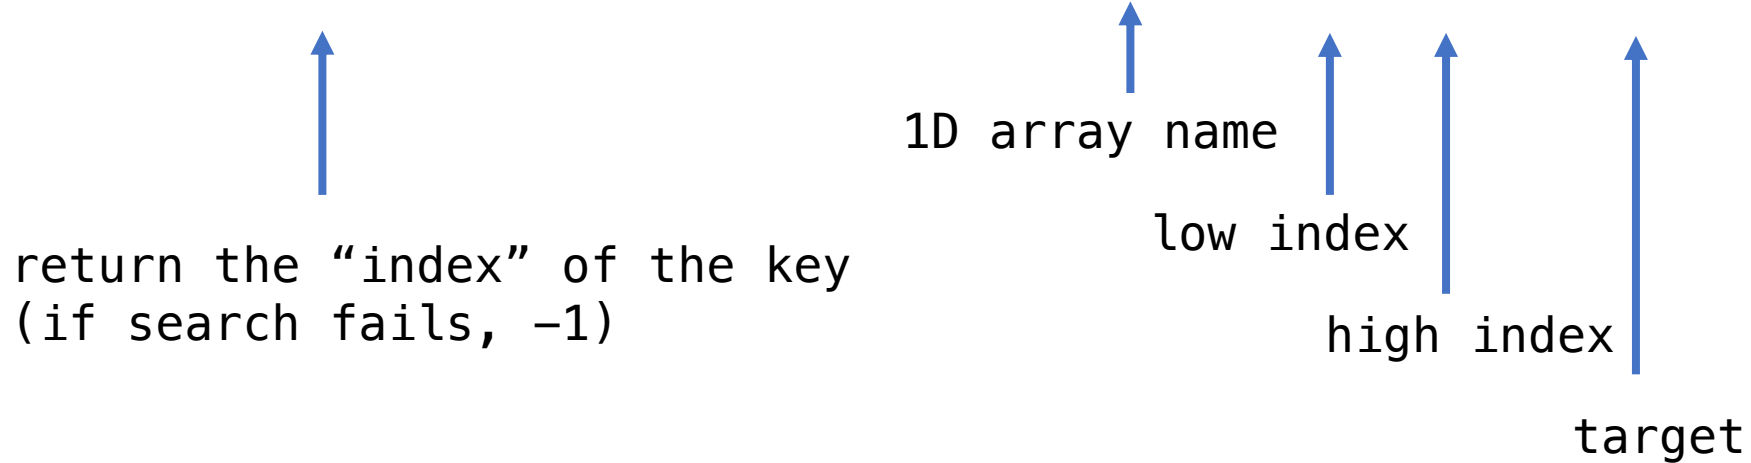 1D array name
low index
return the “index” of the key
(if search fails, –1)
high index
target